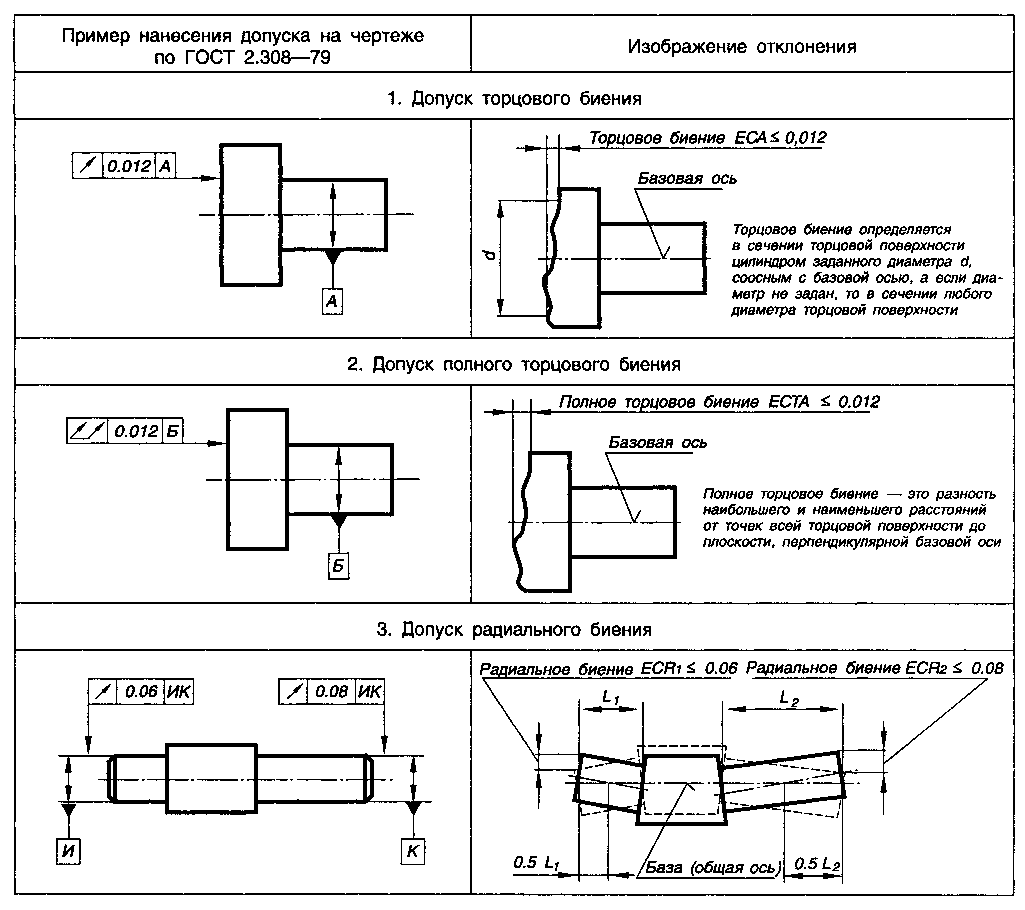 Пример нанесения допуска на чертеже
по ГОСТ 2.308—79
Изображение отклонения
1. Допуск торцового биения
0.012 А
А
Торцовое биение ЕСА ≤ 0,012
Базовая ось
d
Торцовое биение определяется
в сечении торцовой поверхности
цилиндром заданного диаметра d,
соосным с базовой осью, а если диа-
метр не задан, то в сечении любого
диаметра торцовой поверхности
2. Допуск полного торцового биения
0.012 Б
Б
Полное торцовое биение ЕСТА ≤ 0.012
Базовая ось
Полное торцовое биение — это разность
наибольшего и наименьшего расстояний
от точек всей торцовой поверхности до
плоскости, перпендикулярной базовой оси
3. Допуск радиального биения
0.06 ИК
0.08 ИК
И
К
Радиальное биение ECR1 ≤ 0.06
Радиальное биение ECR2 ≤ 0.08
L1
L2
0.5 L1
База (общая ось)
0.5 L2